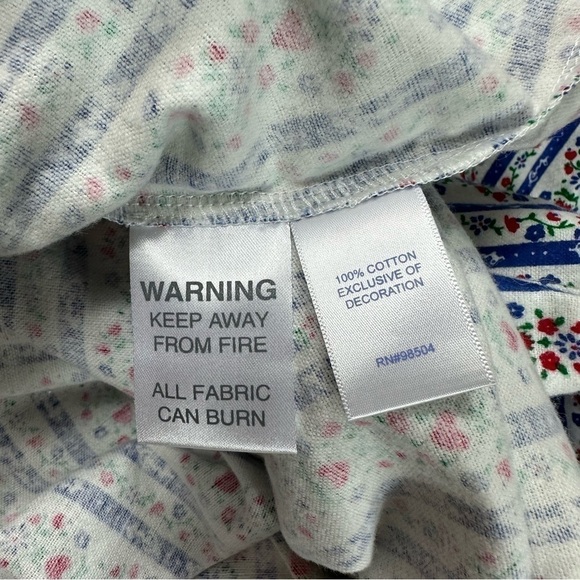 WARNING
KEEP AWAY
FROM FIRE
ALL FABRIC
CAN BURN
100% COTTON
EXCLUSIVE OF
DECORATION
RN#98504